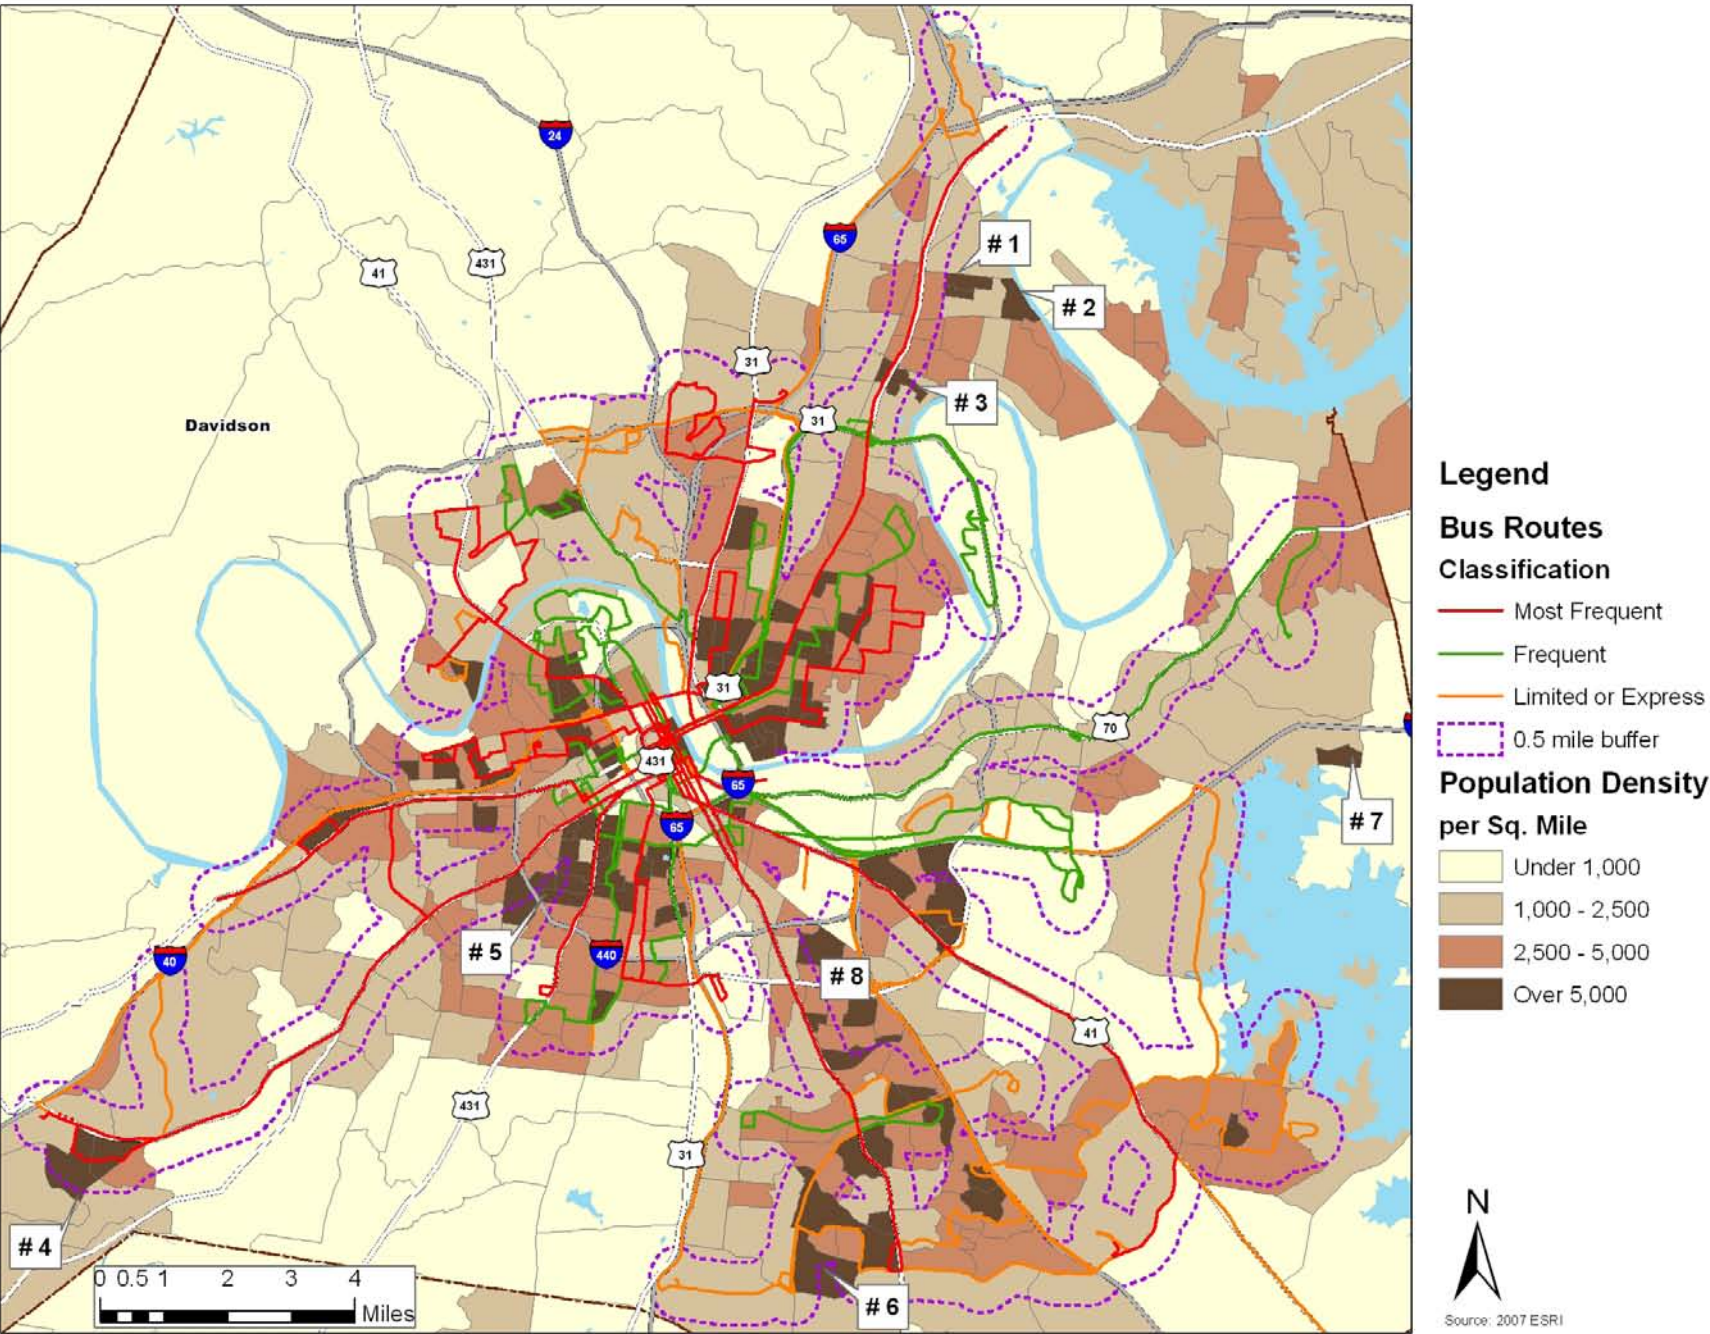 24
65
# 1
41
431
# 2
31
# 3
31
Davidson
31
70
431
65
# 7
65
# 5
440
# 8
40
41
431
31
# 4
# 6
0 0.5 1 2 3 4
Miles
Legend
Bus Routes
Classification
Most Frequent
Frequent
Limited or Express
0.5 mile buffer
Population Density
per Sq. Mile
Under 1,000
1,000 - 2,500
2,500 - 5,000
Over 5,000
N
Source: 2007 ESRI